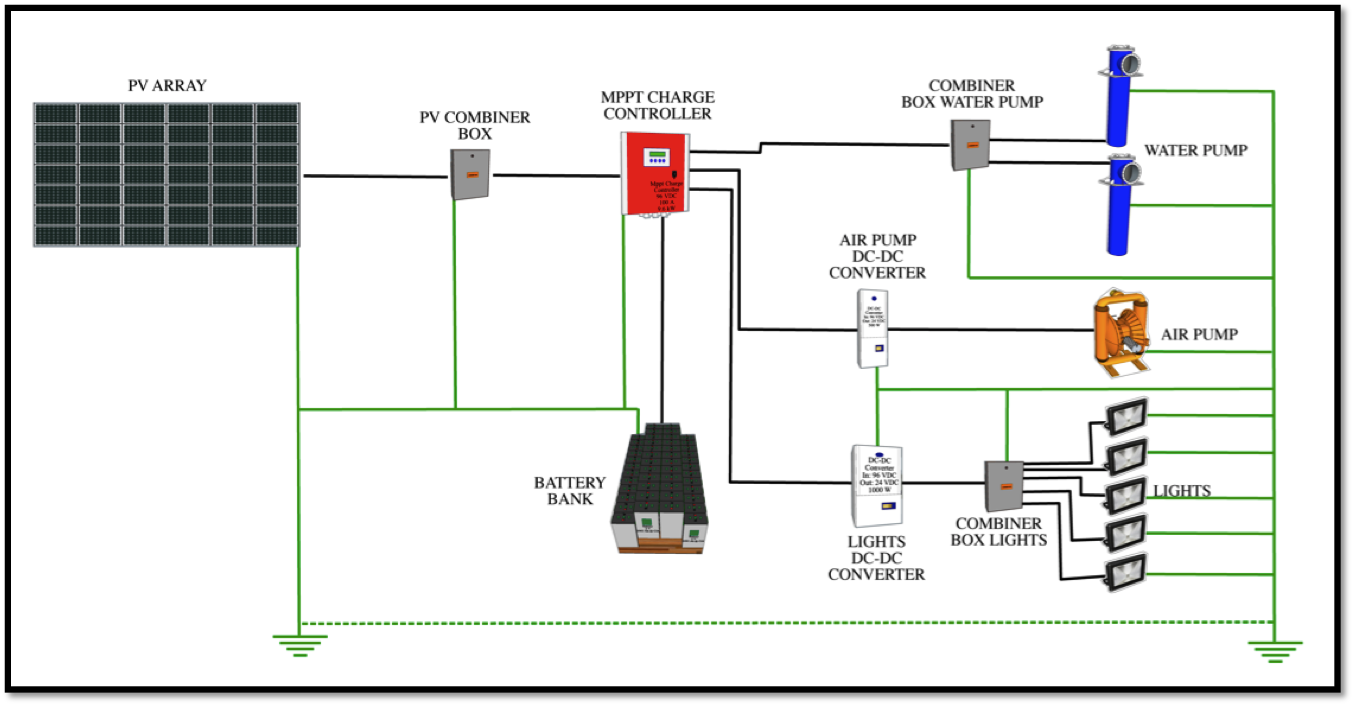 PV ARRAY
PV COMBINER
BOX
MPPT CHARGE
CONTROLLER
Mppt Charge
Controller
96 VDC
100 A
9.6 kW
COMBINER
BOX WATER PUMP
WATER PUMP
AIR PUMP
DC-DC
CONVERTER
DC-DC
Converter
In: 96 VDC
Out: 24 VDC
AIR PUMP
BATTERY
BANK
DC-DC
Converter
In: 96 VDC
Out: 24 VDC
1000 W
LIGHTS
DC-DC
CONVERTER
COMBINER
BOX LIGHTS
LIGHTS